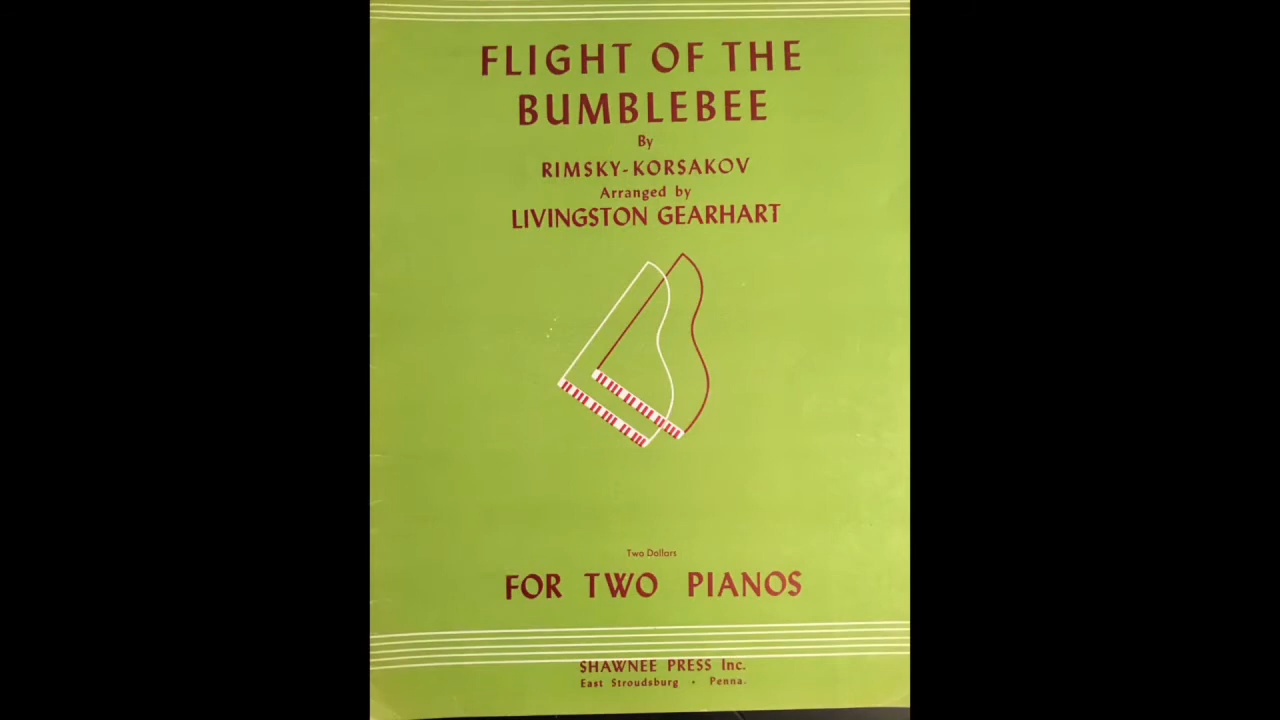 FLIGHT OF THE
BUMBLEBEE
By
RIMSKY-KORSAKOV
Arranged by
LIVINGSTON GEARHART
Two Dollars
FOR TWO PIANOS
SHAWNEE PRESS Inc.
East Stroudsburg • Penna.